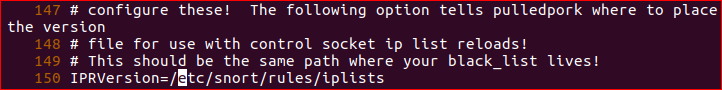 147 # configure these!  The following option tells pulledpork where to place
the version
148 # file for use with control socket ip list reloads!
149 # This should be the same path where your black_list lives!
150 IPRVersion=/etc/snort/rules/iplists